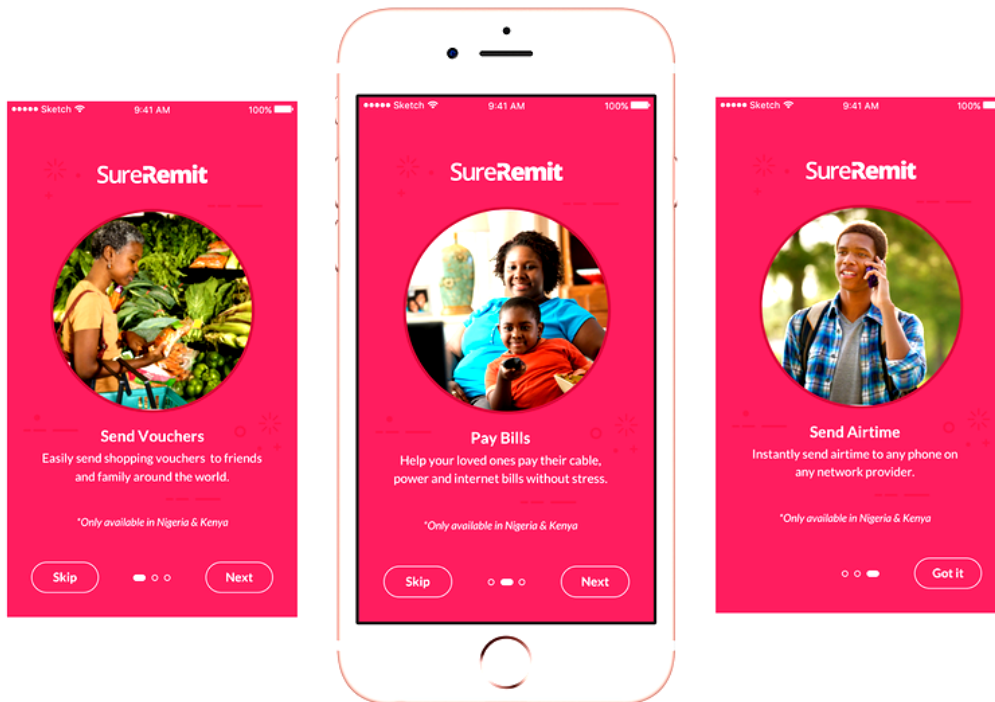 Sketch 9:41 AM 100%
SureRemit
Send Vouchers
Easily send shopping vouchers to friends
and family around the world.
*Only available in Nigeria & Kenya
Skip
Next
Sketch 9:41 AM 100%
SureRemit
Pay Bills
Help your loved ones pay their cable,
power and internet bills without stress.
*Only available in Nigeria & Kenya
Skip
Next
Sketch 9:41 AM 100%
SureRemit
Send Airtime
Instantly send airtime to any phone on
any network provider.
*Only available in Nigeria & Kenya
Got it